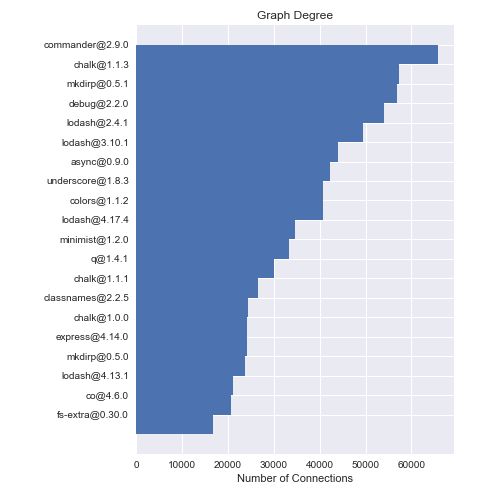 Graph Degree
commander@2.9.0
chalk@1.1.3
mkdirp@0.5.1
debug@2.2.0
lodash@2.4.1
lodash@3.10.1
async@0.9.0
underscore@1.8.3
colors@1.1.2
lodash@4.17.4
minimist@1.2.0
q@1.4.1
chalk@1.1.1
classnames@2.2.5
chalk@1.0.0
express@4.14.0
mkdirp@0.5.0
lodash@4.13.1
co@4.6.0
fs-extra@0.30.0
0 10000 20000 30000 40000 50000 60000
Number of Connections